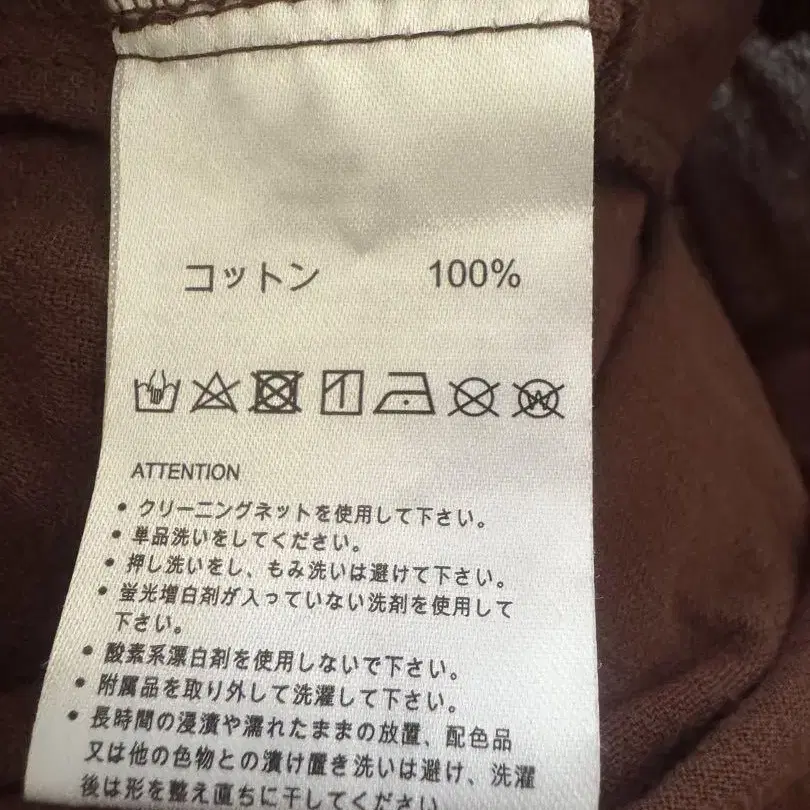 コットン 100%
ATTENTION
• クリーニングネットを使用して下さい。
• 単品洗いをしてください。
• 押し洗いをし、もみ洗いは避けて下さい。
• 蛍光増白剤が入っていない洗剤を使用して
下さい。
• 酸素系漂白剤を使用しないで下さい。
• 附属品を取り外して洗濯して下さい。
• 長時間の浸漬や濡れたままの放置、配色品
又は他の色物との漬け置き洗いは避け、洗濯
後は形を整え直ちに干してください。